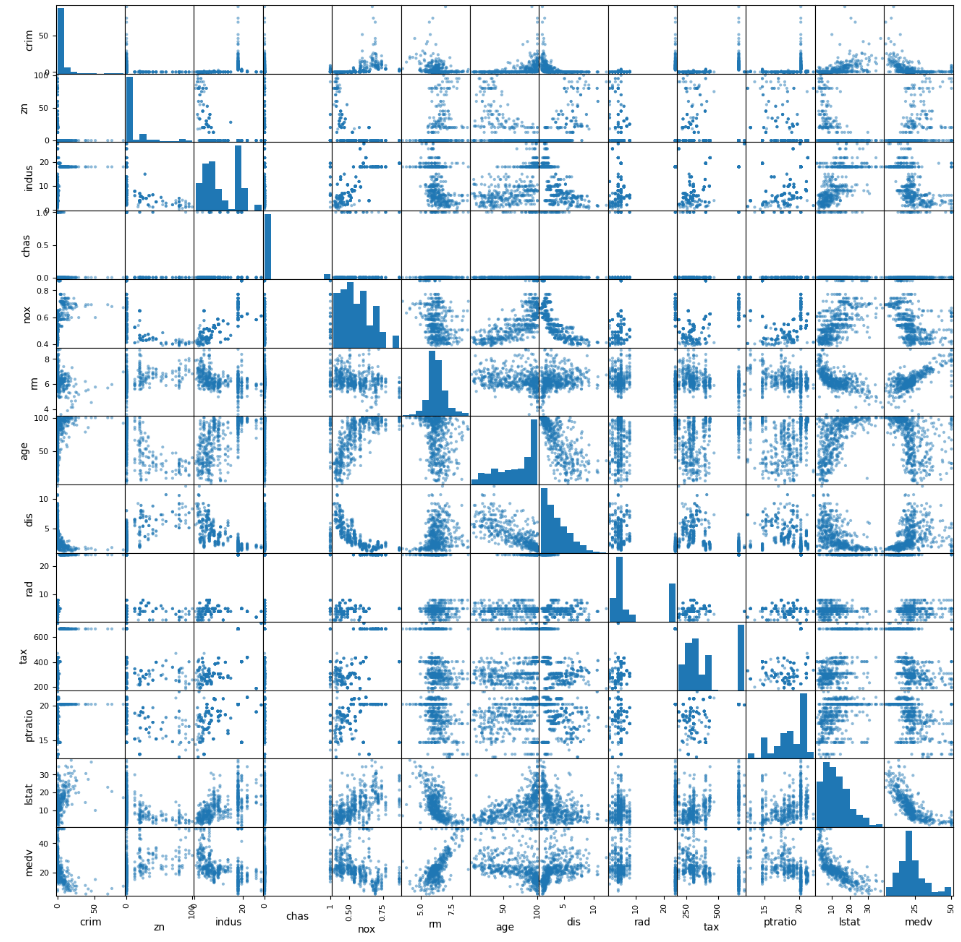 crim
50
0
zn
100
50
0
indus
20
10
0
chas
1.0
0.5
0.0
nox
0.8
0.6
0.4
rm
8
6
4
age
100
50
dis
10
5
rad
20
10
tax
600
400
200
ptratio
20
15
lstat
30
20
10
medv
40
20
0 50 100 0 20 0 1 0.50 0.75 5.0 7.5 100 5 10 10 20 250 500 15 20 10 20 30 25 50
crim zn indus chas nox rm age dis rad tax ptratio lstat medv